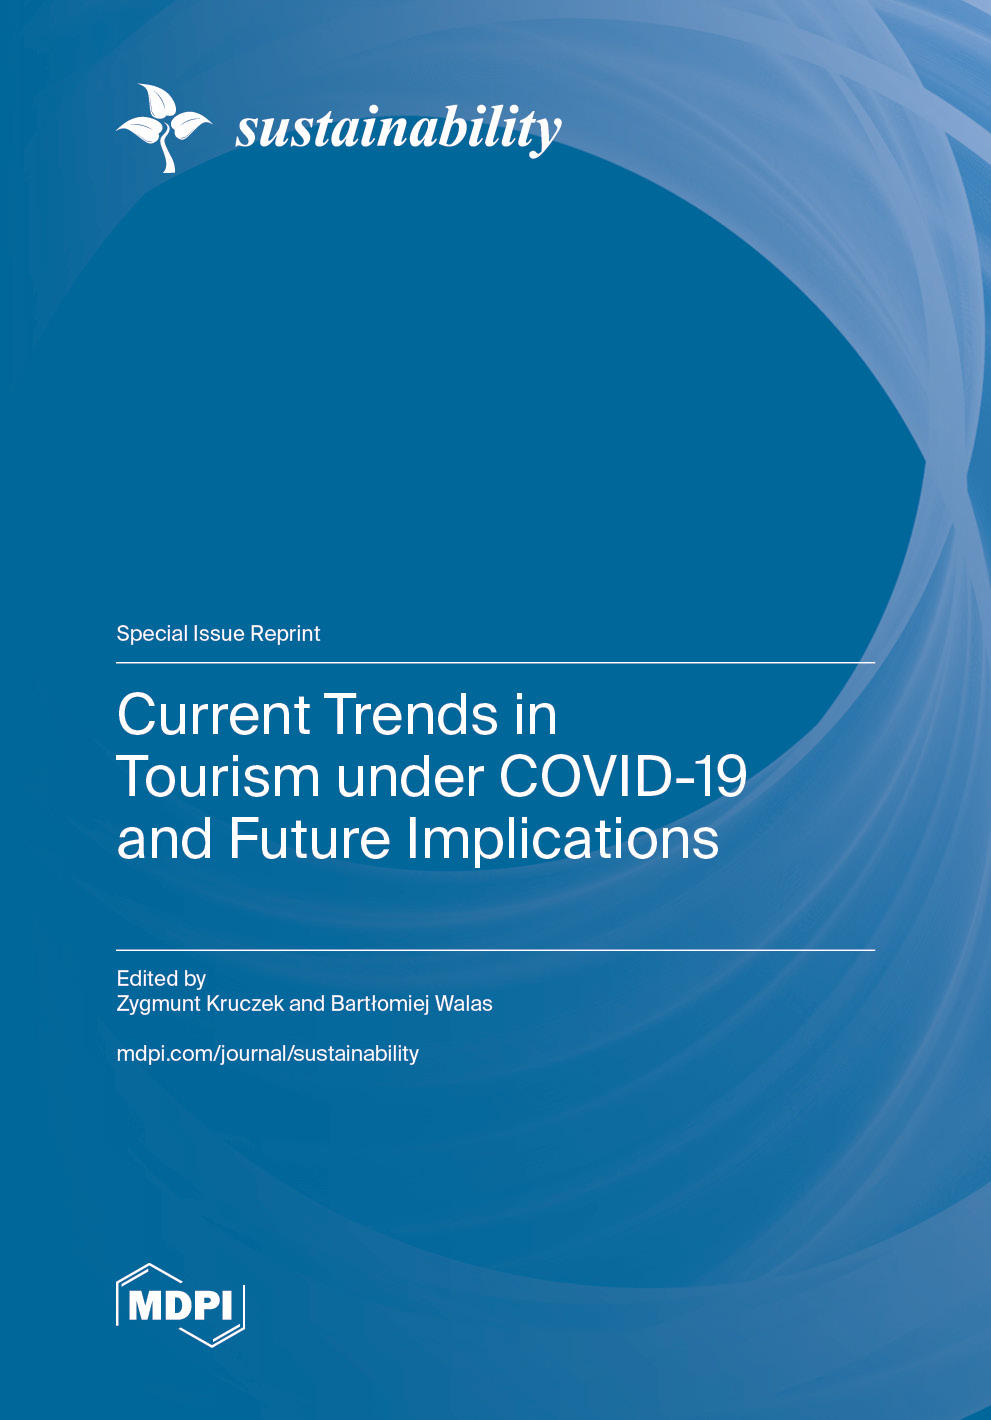 sustainability
Special Issue Reprint
Current Trends in
Tourism under COVID-19
and Future Implications
Edited by
Zygmunt Kruczek and Bartłomiej Walas
mdpi.com/journal/sustainability
MDPI